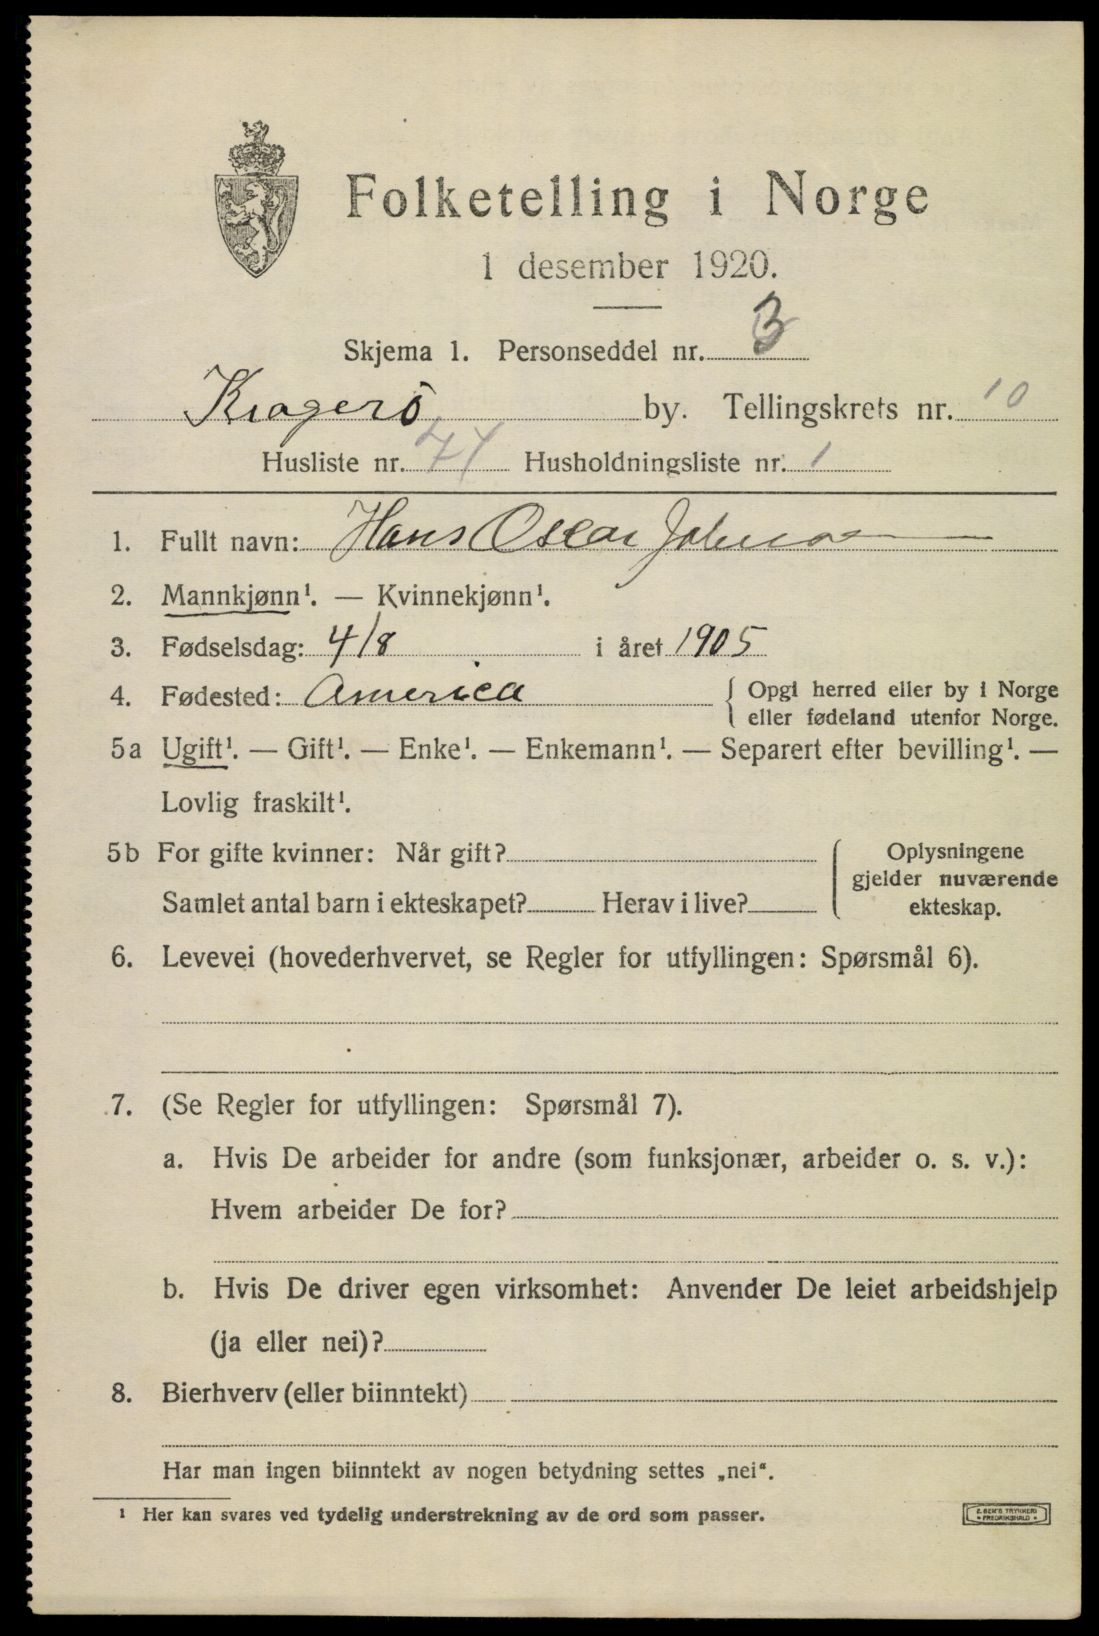 Folketelling i Norge
1 desember 1920.
Skjema 1. Personseddel nr. 3
Kragerö by. Tellingskrets nr. 10
Husliste nr. 74 Husholdningsliste nr. 1
1. Fullt navn: Hans Oscar
2. Mannkjønn¹. — Kvinnekjønn¹.
3. Fødselsdag: 4/8 i året 1905
4. Fødested: America { Opgi herred eller by i Norge
eller fødeland utenfor Norge.
5a Ugift¹. — Gift¹. — Enke¹. — Enkemann¹. — Separert efter bevilling¹. —
Lovlig fraskilt¹.
5b For gifte kvinner: Når gift?
Samlet antal barn i ekteskapet? Herav i live?
Oplysningene
gjelder nuværende
ekteskap.
6. Levevei (hovederhvervet, se Regler for utfyllingen: Spørsmål 6).
7. (Se Regler for utfyllingen: Spørsmål 7).
a. Hvis De arbeider for andre (som funksjonær, arbeider o. s. v.):
Hvem arbeider De for?
b. Hvis De driver egen virksomhet: Anvender De leiet arbeidshjelp
(ja eller nei)?
8. Bierhverv (eller biinntekt)
Har man ingen biinntekt av nogen betydning settes „nei“.
¹ Her kan svares ved tydelig understrekning av de ord som passer.
E. SEM'S TRYKKERI
FREDRIKSHALD